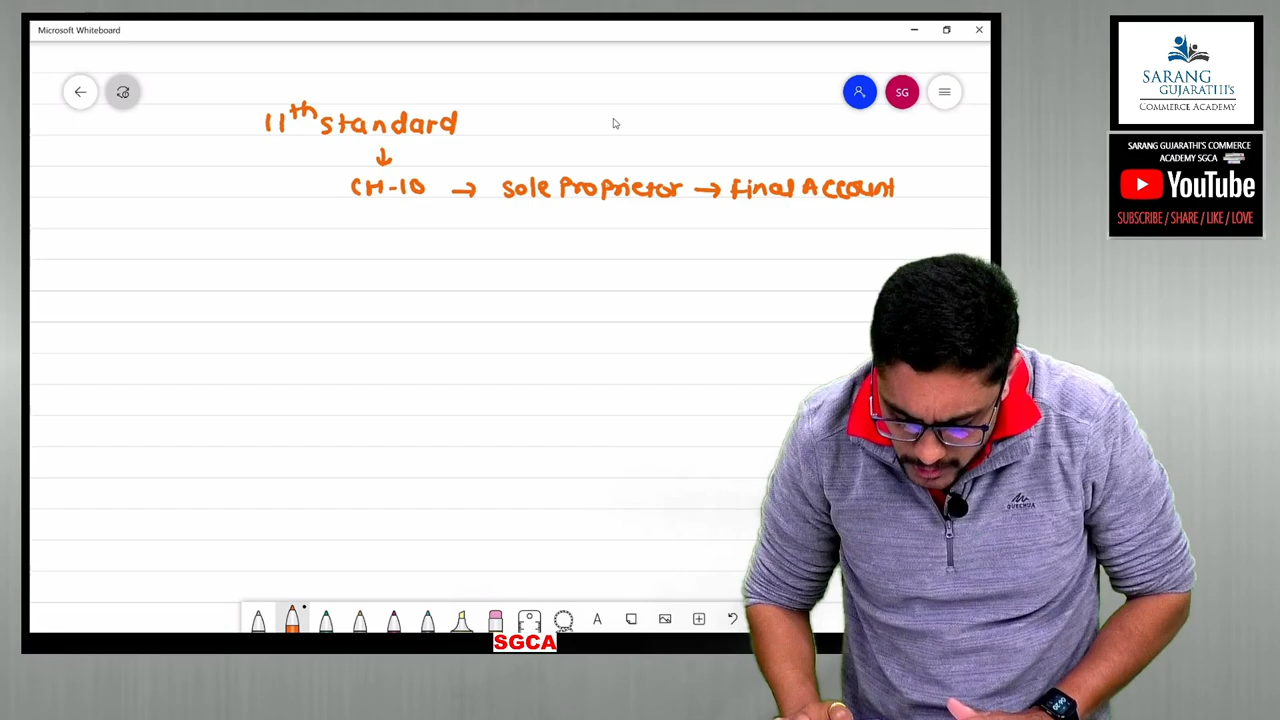 Microsoft Whiteboard
SG
11th standard
↓
CH-10 → Sole Proprietor → Final Account
SGCA
SARANG
GUJARATHI'S
COMMERCE ACADEMY
SARANG GUJARATHI'S COMMERCE
ACADEMY SGCA
YouTube
SUBSCRIBE / SHARE / LIKE / LOVE
QUECHUA